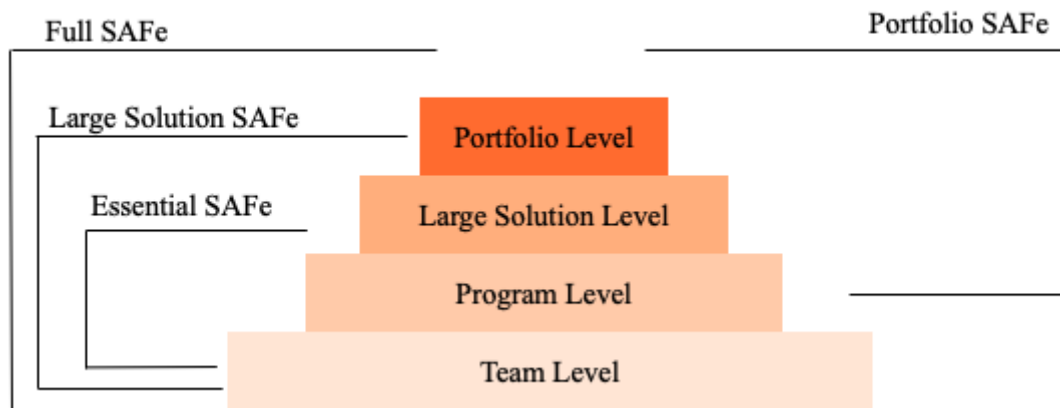 Full SAFe
Portfolio SAFe
Large Solution SAFe
Portfolio Level
Essential SAFe
Large Solution Level
Program Level
Team Level